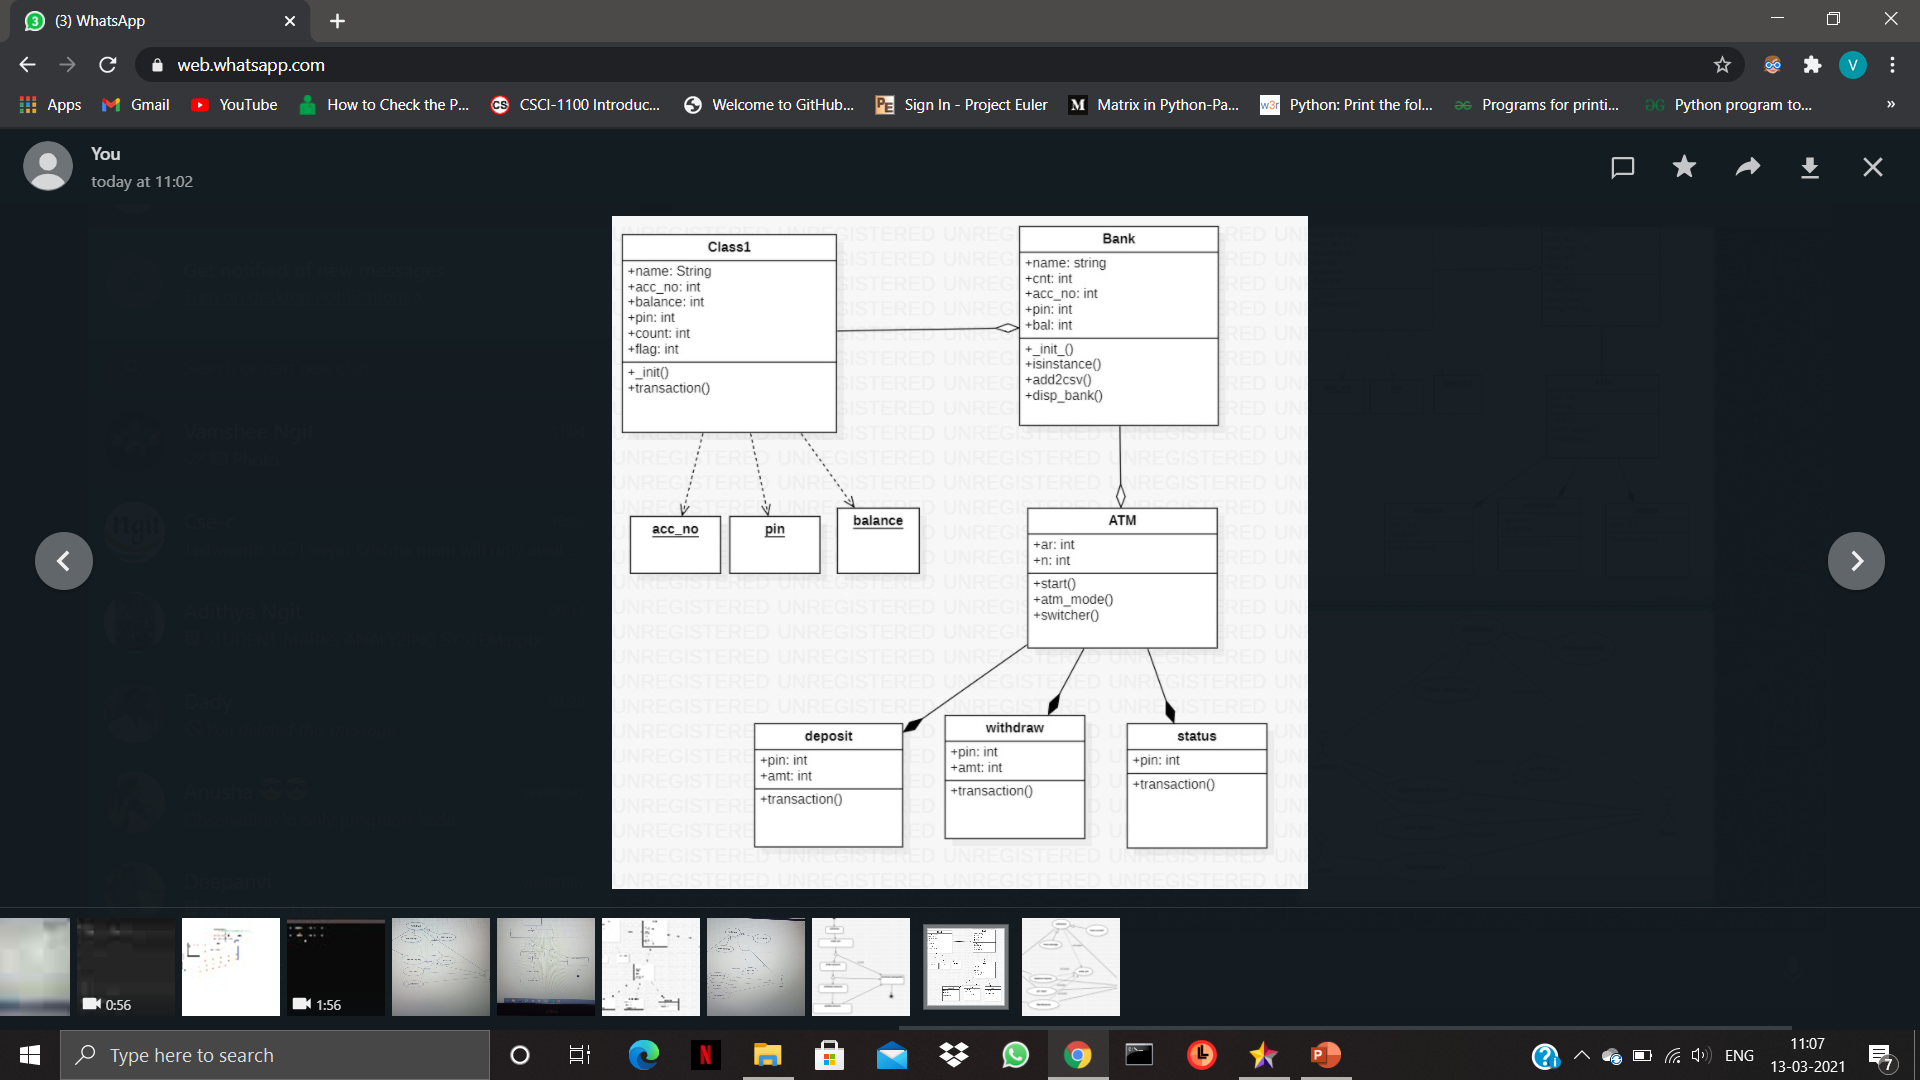 (3) WhatsApp
web.whatsapp.com
V
Apps
Gmail
YouTube
How to Check the P...
CSCI-1100 Introduc...
Welcome to GitHub...
Sign In - Project Euler
Matrix in Python-Pa...
Python: Print the fol...
Programs for printi...
Python program to...
»
You
today at 11:02
Class1
+name: String
+acc_no: int
+balance: int
+pin: int
+count: int
+flag: int
+_init()
+transaction()
Bank
+name: string
+cnt: int
+acc_no: int
+pin: int
+bal: int
+_init_()
+isinstance()
+add2csv()
+disp_bank()
acc_no
pin
balance
ATM
+ar: int
+n: int
+start()
+atm_mode()
+switcher()
deposit
+pin: int
+amt: int
+transaction()
withdraw
+pin: int
+amt: int
+transaction()
status
+pin: int
+transaction()
UNREGISTERED
0:56
1:56
Type here to search
ENG
11:07
13-03-2021
7